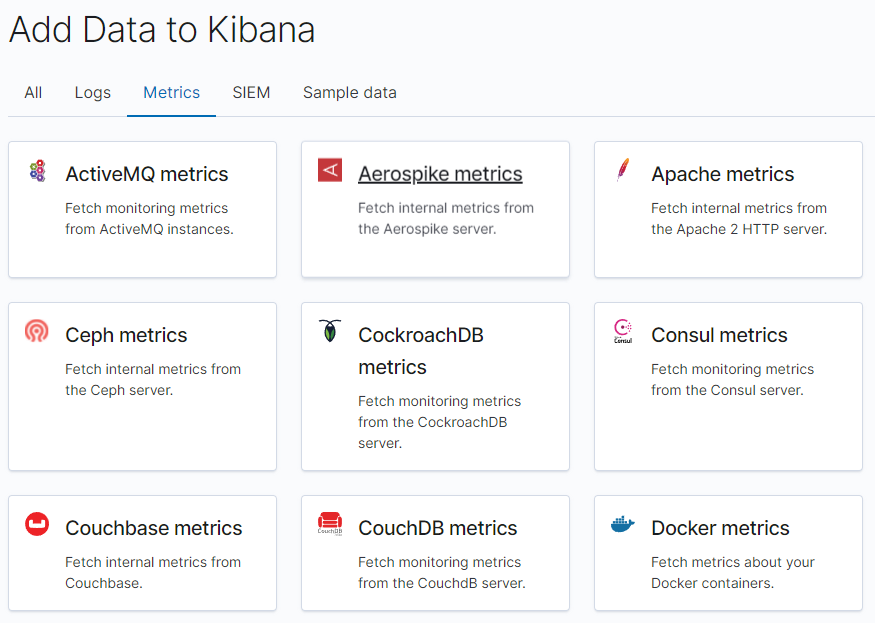 Add Data to Kibana
All Logs Metrics SIEM Sample data
ActiveMQ metrics
Fetch monitoring metrics
from ActiveMQ instances.
Aerospike metrics
Fetch internal metrics from
the Aerospike server.
Apache metrics
Fetch internal metrics from
the Apache 2 HTTP server.
Ceph metrics
Fetch internal metrics from
the Ceph server.
CockroachDB
metrics
Fetch monitoring metrics
from the CockroachDB
server.
Consul
Consul metrics
Fetch monitoring metrics
from the Consul server.
Couchbase metrics
Fetch internal metrics from
Couchbase.
CouchDB
CouchDB metrics
Fetch monitoring metrics
from the CouchdB server.
Docker metrics
Fetch metrics about your
Docker containers.